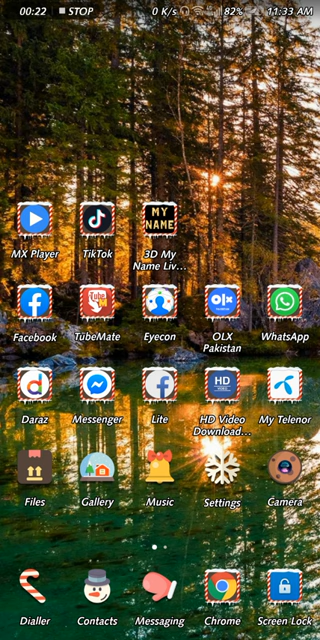 00:22 STOP 0 K/s 82% 11:33 AM
MY NAME
MX Player TikTok 3D My Name Liv...
Tube
olx
Facebook TubeMate Eyecon OLX Pakistan WhatsApp
HD
Daraz Messenger Lite HD Video Download... My Telenor
Files Gallery Music Settings Camera
Dialler Contacts Messaging Chrome Screen Lock